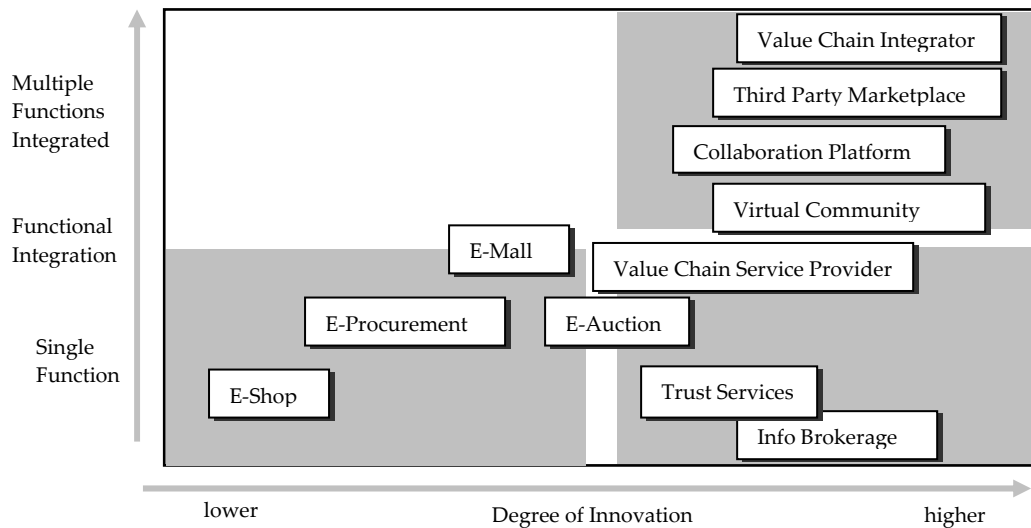 Value Chain Integrator
Multiple
Functions
Integrated
Third Party Marketplace
Collaboration Platform
Virtual Community
Functional
Integration
E-Mall
Value Chain Service Provider
E-Procurement
E-Auction
Single
Function
E-Shop
Trust Services
Info Brokerage
lower
Degree of Innovation
higher